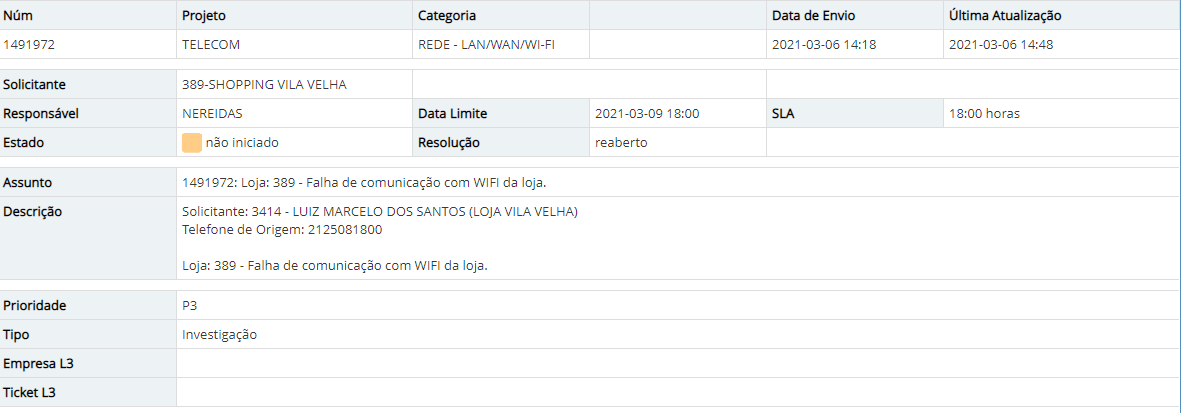 Núm Projeto Categoria Data de Envio Última Atualização
1491972 TELECOM REDE - LAN/WAN/WI-FI 2021-03-06 14:18 2021-03-06 14:48
Solicitante 389-SHOPPING VILA VELHA
Responsável NEREIDAS Data Limite 2021-03-09 18:00 SLA 18:00 horas
Estado não iniciado Resolução reaberto
Assunto 1491972: Loja: 389 - Falha de comunicação com WIFI da loja.
Descrição Solicitante: 3414 - LUIZ MARCELO DOS SANTOS (LOJA VILA VELHA)
Telefone de Origem: 2125081800
Loja: 389 - Falha de comunicação com WIFI da loja.
Prioridade P3
Tipo Investigação
Empresa L3
Ticket L3